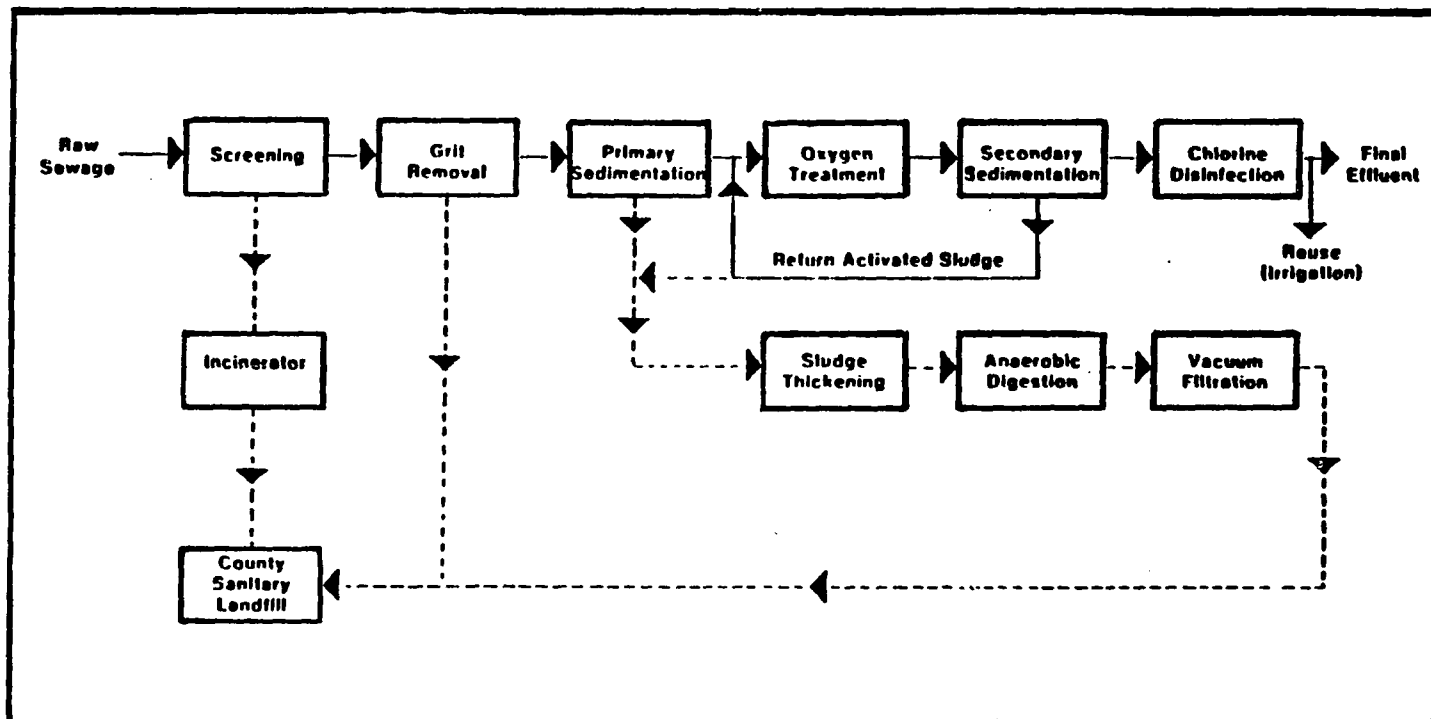 Raw
Sewage
Screening
Grit
Removal
Primary
Sedimentation
Oxygen
Treatment
Secondary
Sedimentation
Chlorine
Disinfection
Final
Effluent
Return Activated Sludge
Reuse
(Irrigation)
Incinerator
Sludge
Thickening
Anaerobic
Digestion
Vacuum
Filtration
County
Sanitary
Landfill